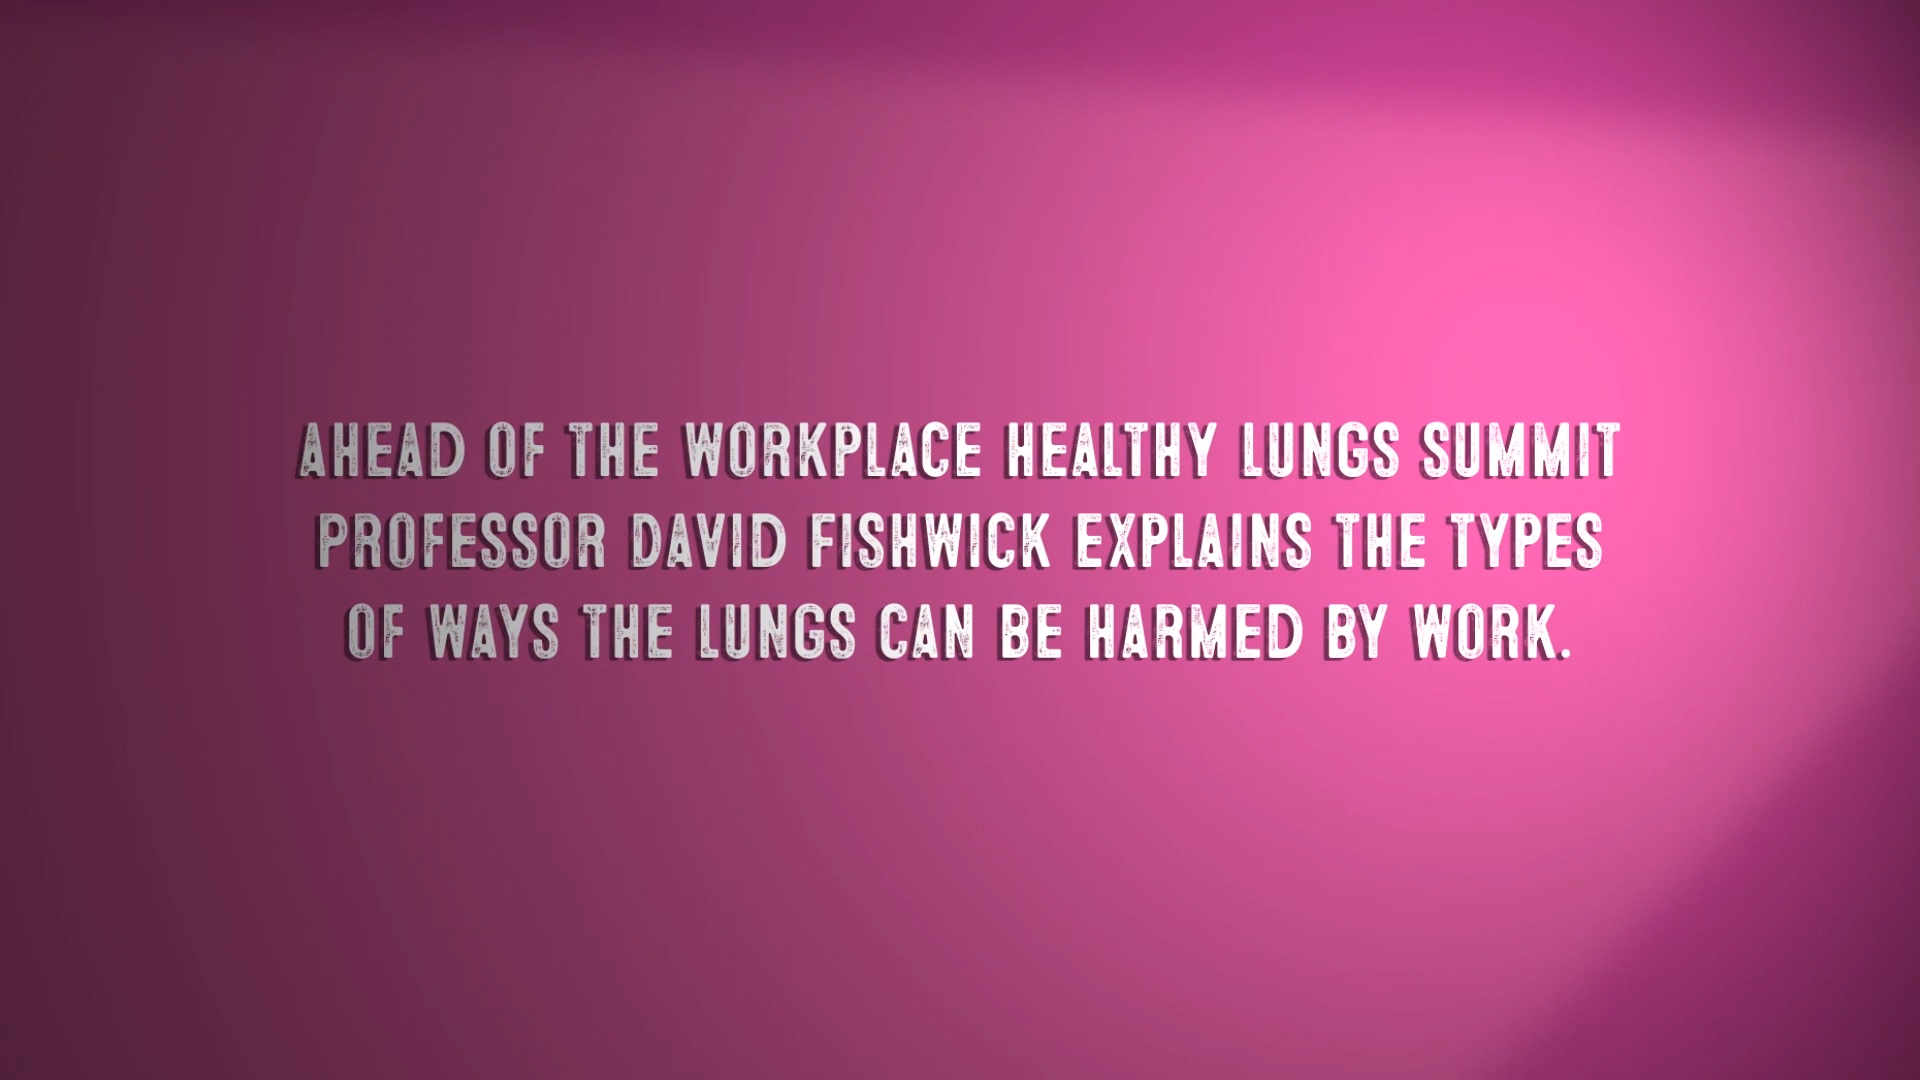 AHEAD OF THE WORKPLACE HEALTHY LUNGS SUMMIT
PROFESSOR DAVID FISHWICK EXPLAINS THE TYPES
OF WAYS THE LUNGS CAN BE HARMED BY WORK.